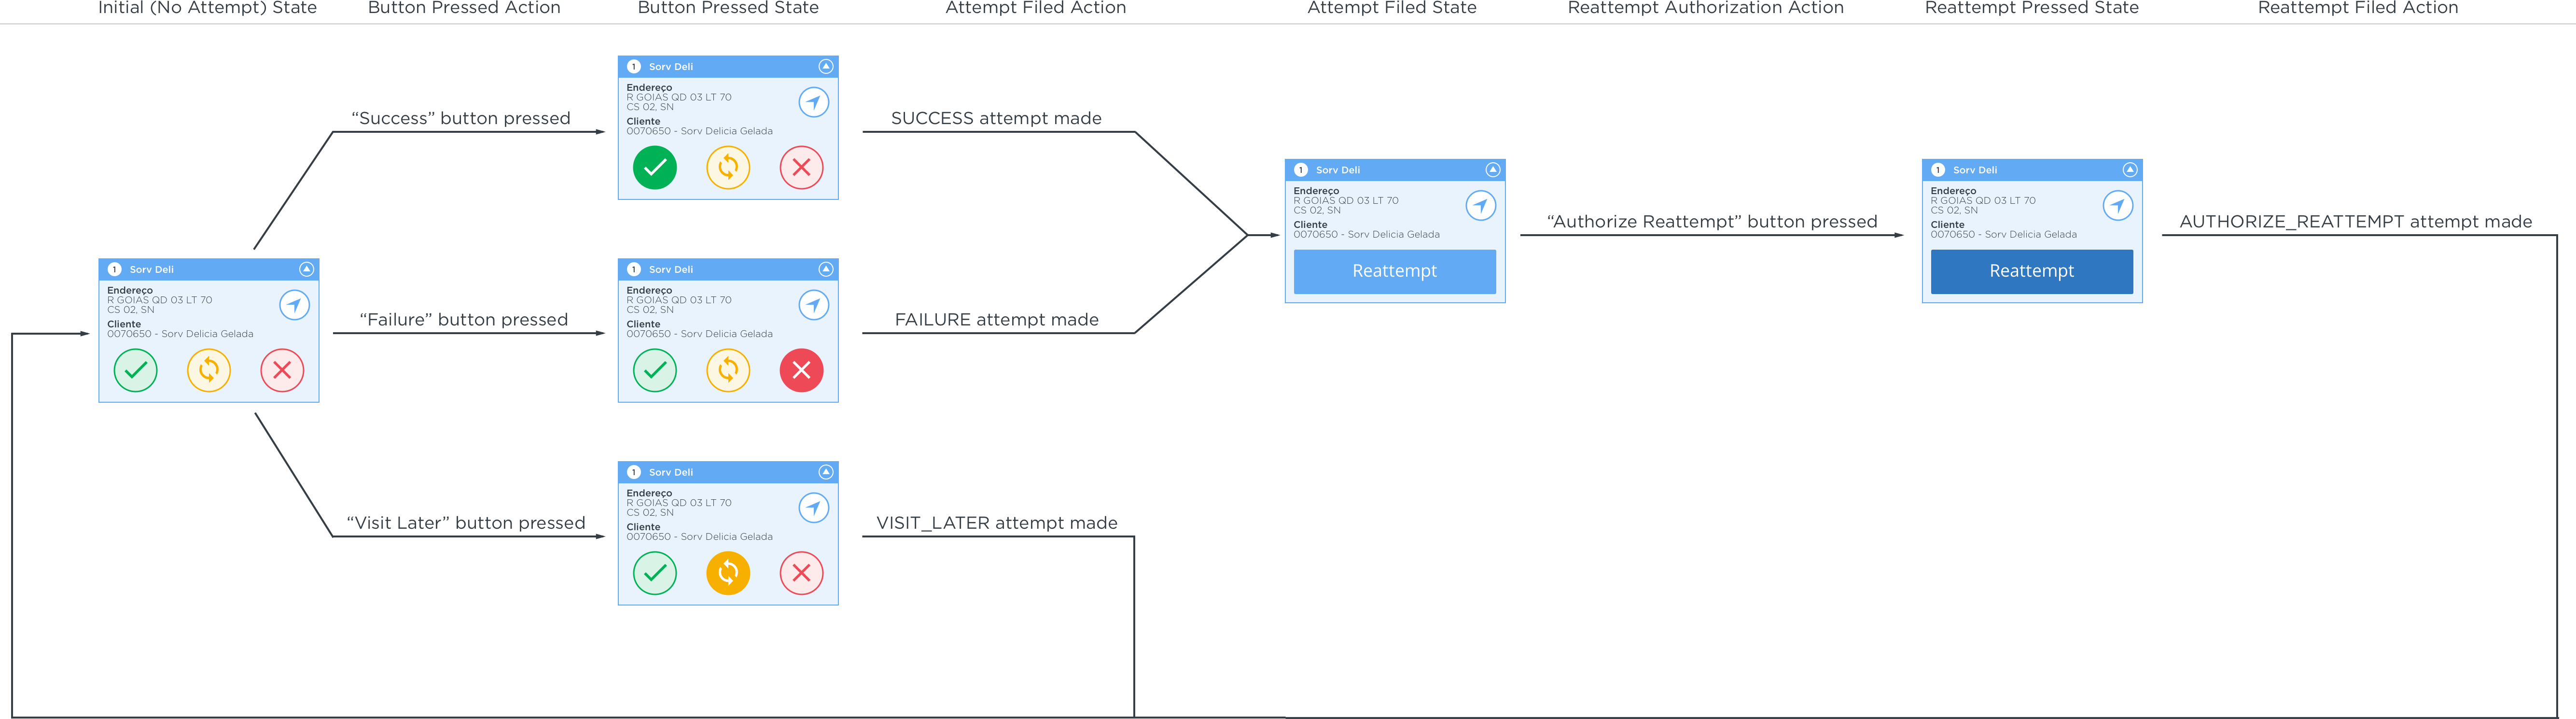 Initial (No Attempt) State
Button Pressed Action
Button Pressed State
Attempt Filed Action
Attempt Filed State
Reattempt Authorization Action
Reattempt Pressed State
Reattempt Filed Action
1 Sorv Deli
Endereço
R GOIAS QD 03 LT 70
CS 02, SN
Cliente
0070650 - Sorv Delicia Gelada
“Success” button pressed
1 Sorv Deli
Endereço
R GOIAS QD 03 LT 70
CS 02, SN
Cliente
0070650 - Sorv Delicia Gelada
SUCCESS attempt made
“Failure” button pressed
1 Sorv Deli
Endereço
R GOIAS QD 03 LT 70
CS 02, SN
Cliente
0070650 - Sorv Delicia Gelada
FAILURE attempt made
“Visit Later” button pressed
1 Sorv Deli
Endereço
R GOIAS QD 03 LT 70
CS 02, SN
Cliente
0070650 - Sorv Delicia Gelada
VISIT_LATER attempt made
1 Sorv Deli
Endereço
R GOIAS QD 03 LT 70
CS 02, SN
Cliente
0070650 - Sorv Delicia Gelada
Reattempt
“Authorize Reattempt” button pressed
1 Sorv Deli
Endereço
R GOIAS QD 03 LT 70
CS 02, SN
Cliente
0070650 - Sorv Delicia Gelada
Reattempt
AUTHORIZE_REATTEMPT attempt made